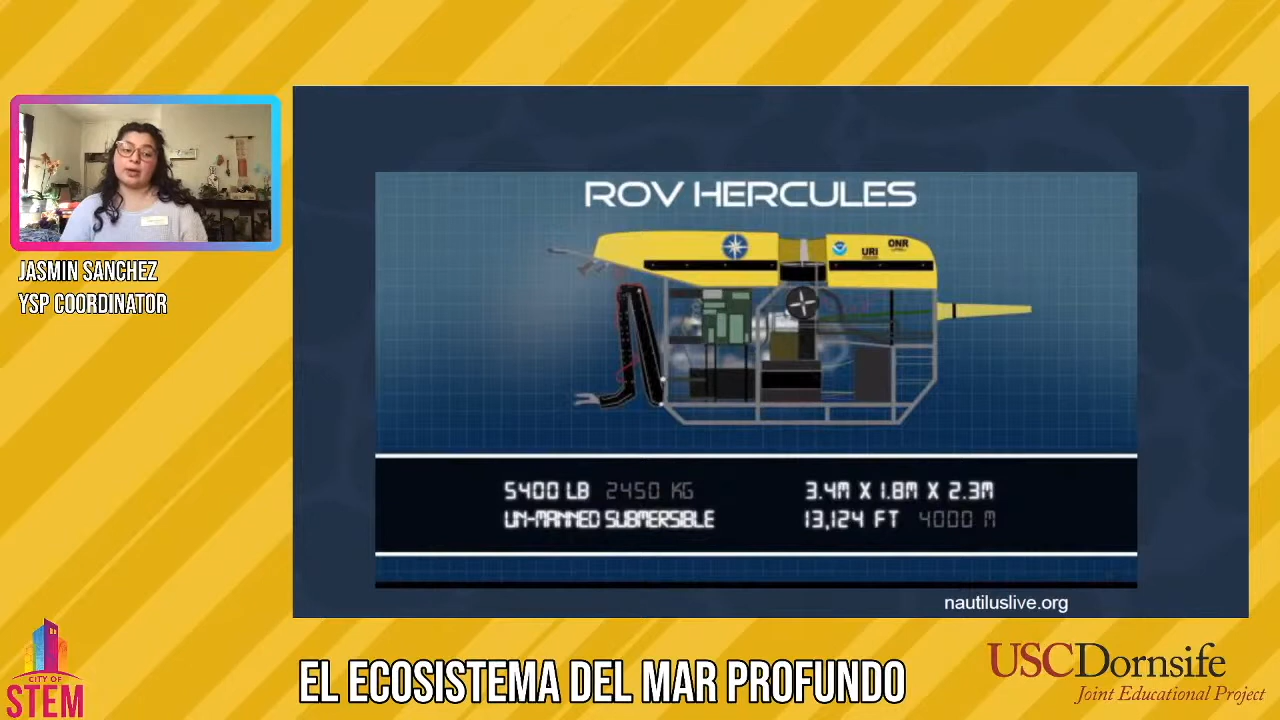 JASMIN SANCHEZ
YSP COORDINATOR
ROV HERCULES
URI
ONR
5400 LB 2450 KG
UN-MANNED SUBMERSIBLE
3.4M X 1.8M X 2.3M
13,124 FT 4000 M
nautiluslive.org
CITY OF
STEM
EL ECOSISTEMA DEL MAR PROFUNDO
USCDornsife
Joint Educational Project